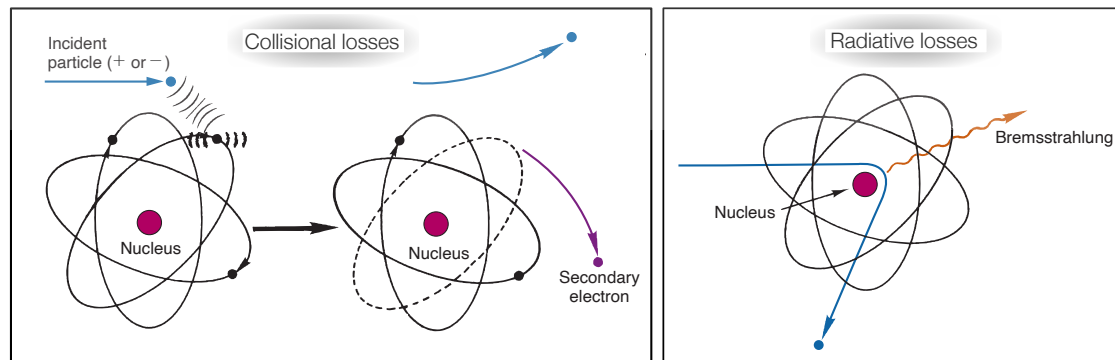 Collisional losses
Incident
particle (+ or −)
Nucleus
Nucleus
Secondary
electron
Radiative losses
Bremsstrahlung
Nucleus